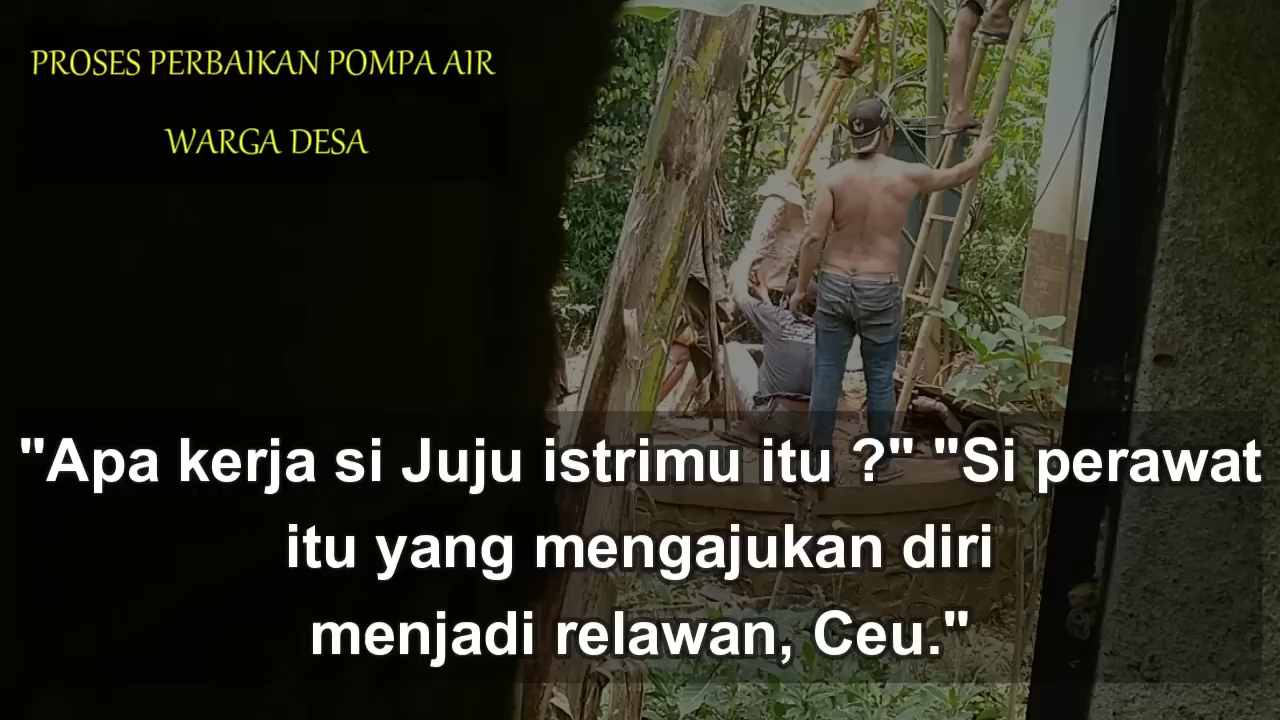 PROSES PERBAIKAN POMPA AIR
WARGA DESA
"Apa kerja si Juju istrimu itu ?" "Si perawat
itu yang mengajukan diri
menjadi relawan, Ceu."